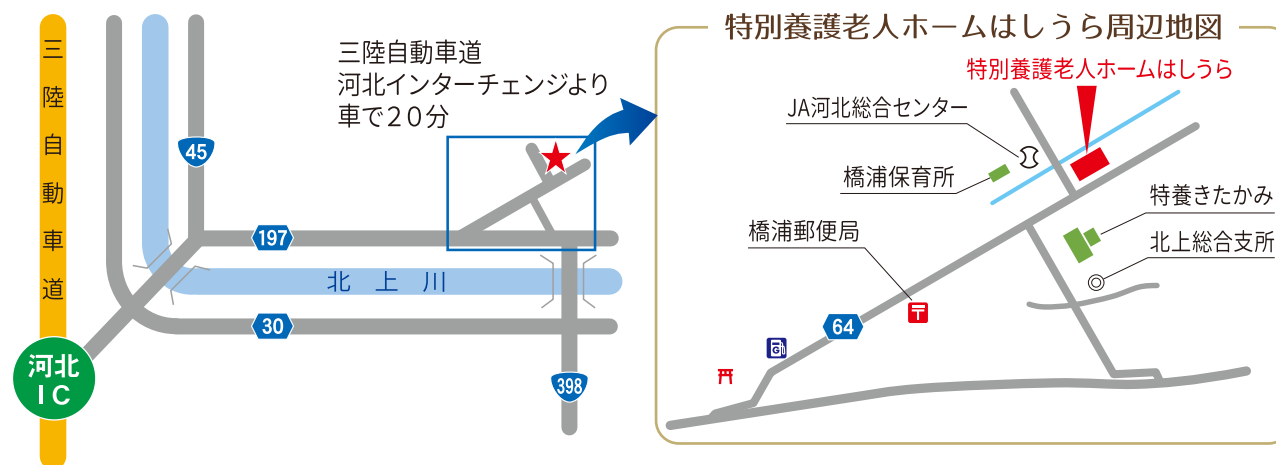 三陸自動車道
河北
IC
45
197
北上川
30
398
三陸自動車道
河北インターチェンジより
車で20分
特別養護老人ホームはしうら周辺地図
特別養護老人ホームはしうら
JA河北総合センター
橋浦保育所
特養きたかみ
橋浦郵便局
北上総合支所
64
〒
G